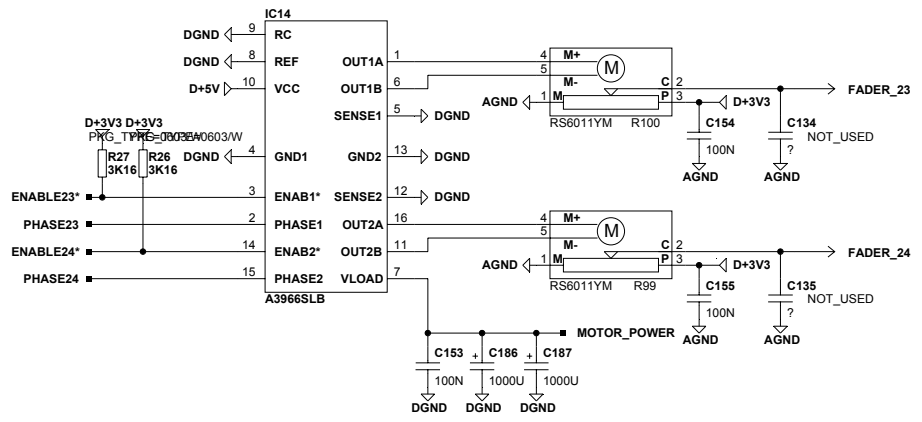 IC14
DGND 9 RC
DGND 8 REF OUT1A 1 4 M+ M
D+5V 10 VCC OUT1B 6 5 M- C 2 FADER_23
SENSE1 5 DGND AGND 1 M P 3 D+3V3
RS6011YM R100 C154 C134
100N NOT_USED
?
AGND AGND
D+3V3 D+3V3
R27 R26
3K16 3K16
DGND 4 GND1 GND2 13 DGND
ENABLE23* 3 ENAB1* SENSE2 12 DGND
PHASE23 2 PHASE1 OUT2A 16 4 M+ M
ENABLE24* 14 ENAB2* OUT2B 11 5 M- C 2 FADER_24
PHASE24 15 PHASE2 VLOAD 7 AGND 1 M P 3 D+3V3
A3966SLB RS6011YM R99 C155 C135
100N NOT_USED
?
AGND AGND
MOTOR_POWER
C153 + C186 + C187
100N 1000U 1000U
DGND DGND DGND